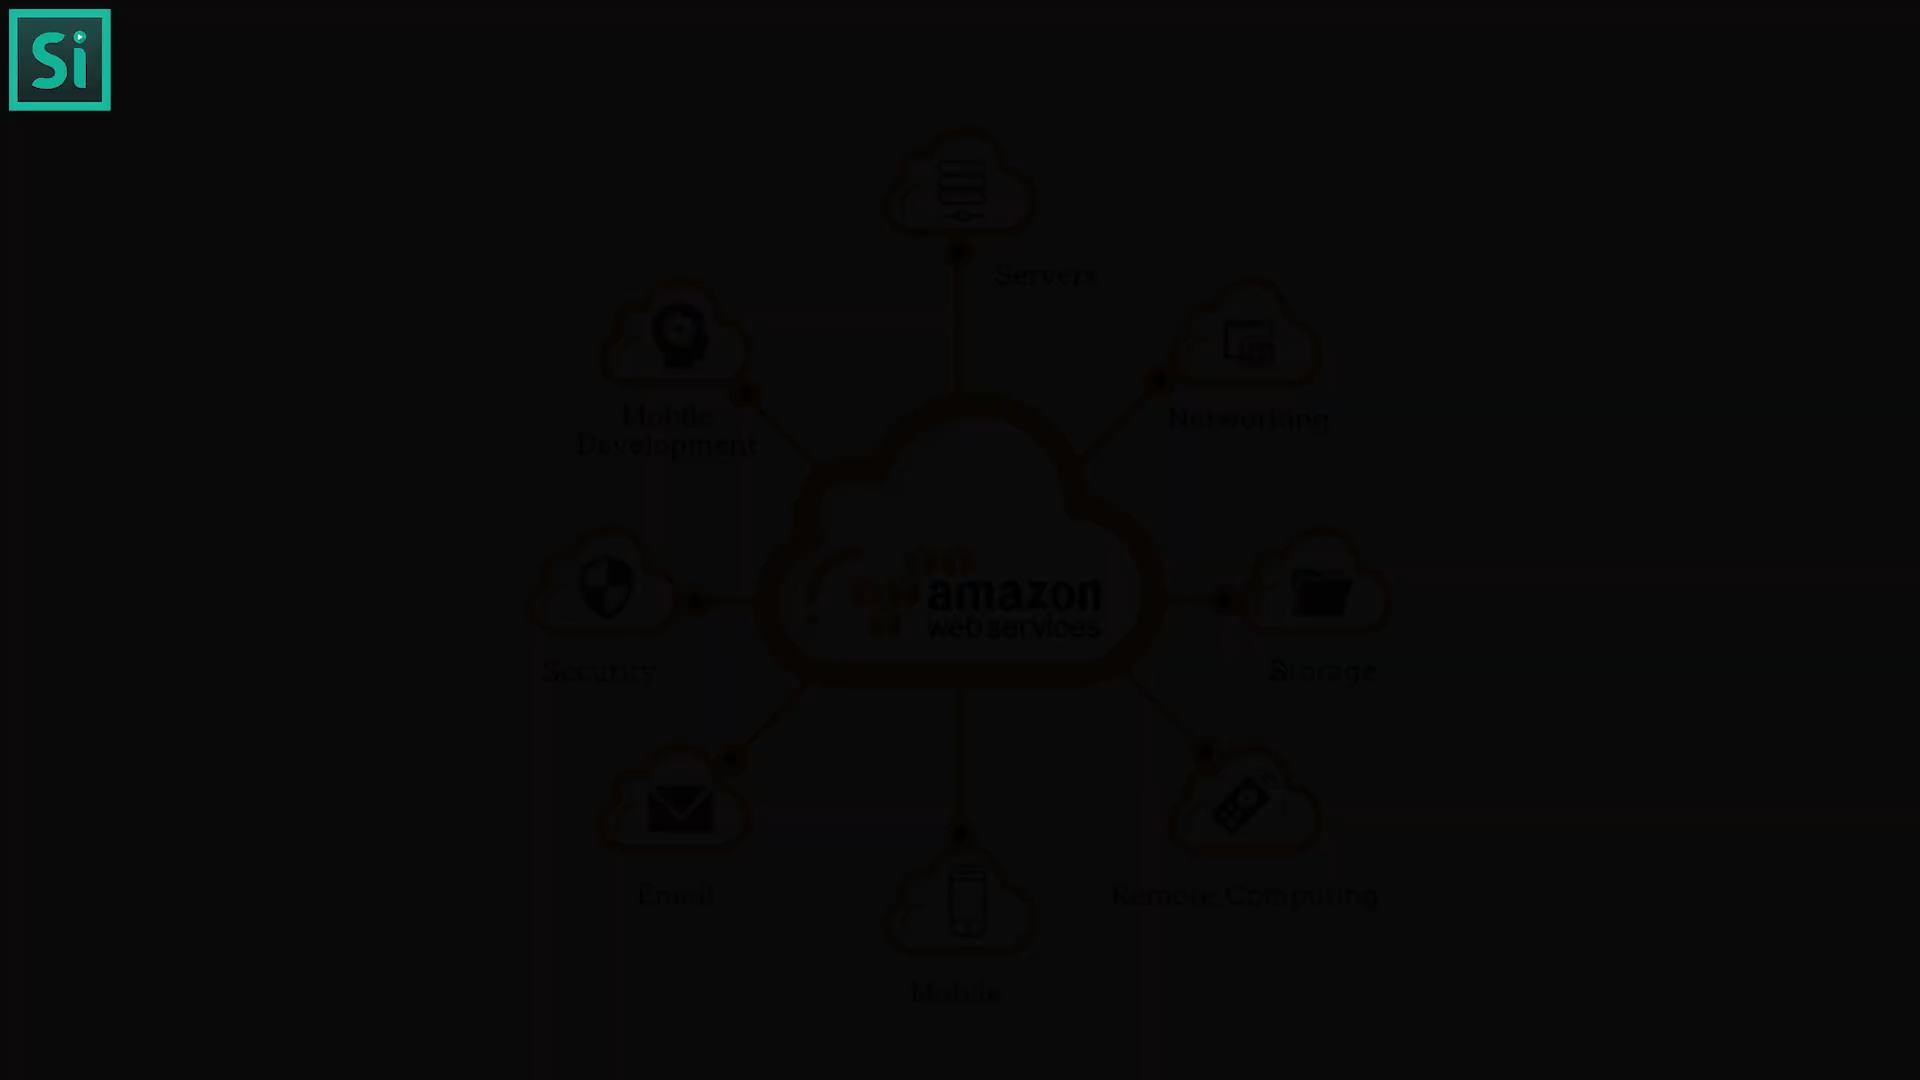 Si
Servers
Mobile
Development
Networking
amazon
web services
Security
Storage
Email
Remote Computing
Mobile